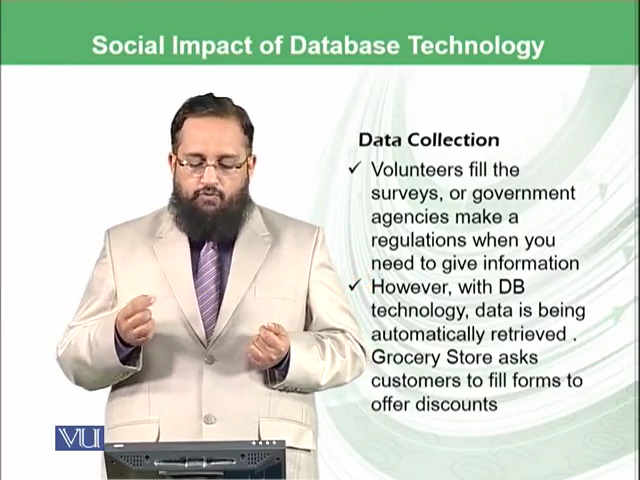 Social Impact of Database Technology
Data Collection
✓ Volunteers fill the
surveys, or government
agencies make a
regulations when you
need to give information
✓ However, with DB
technology, data is being
automatically retrieved .
Grocery Store asks
customers to fill forms to
offer discounts
VU